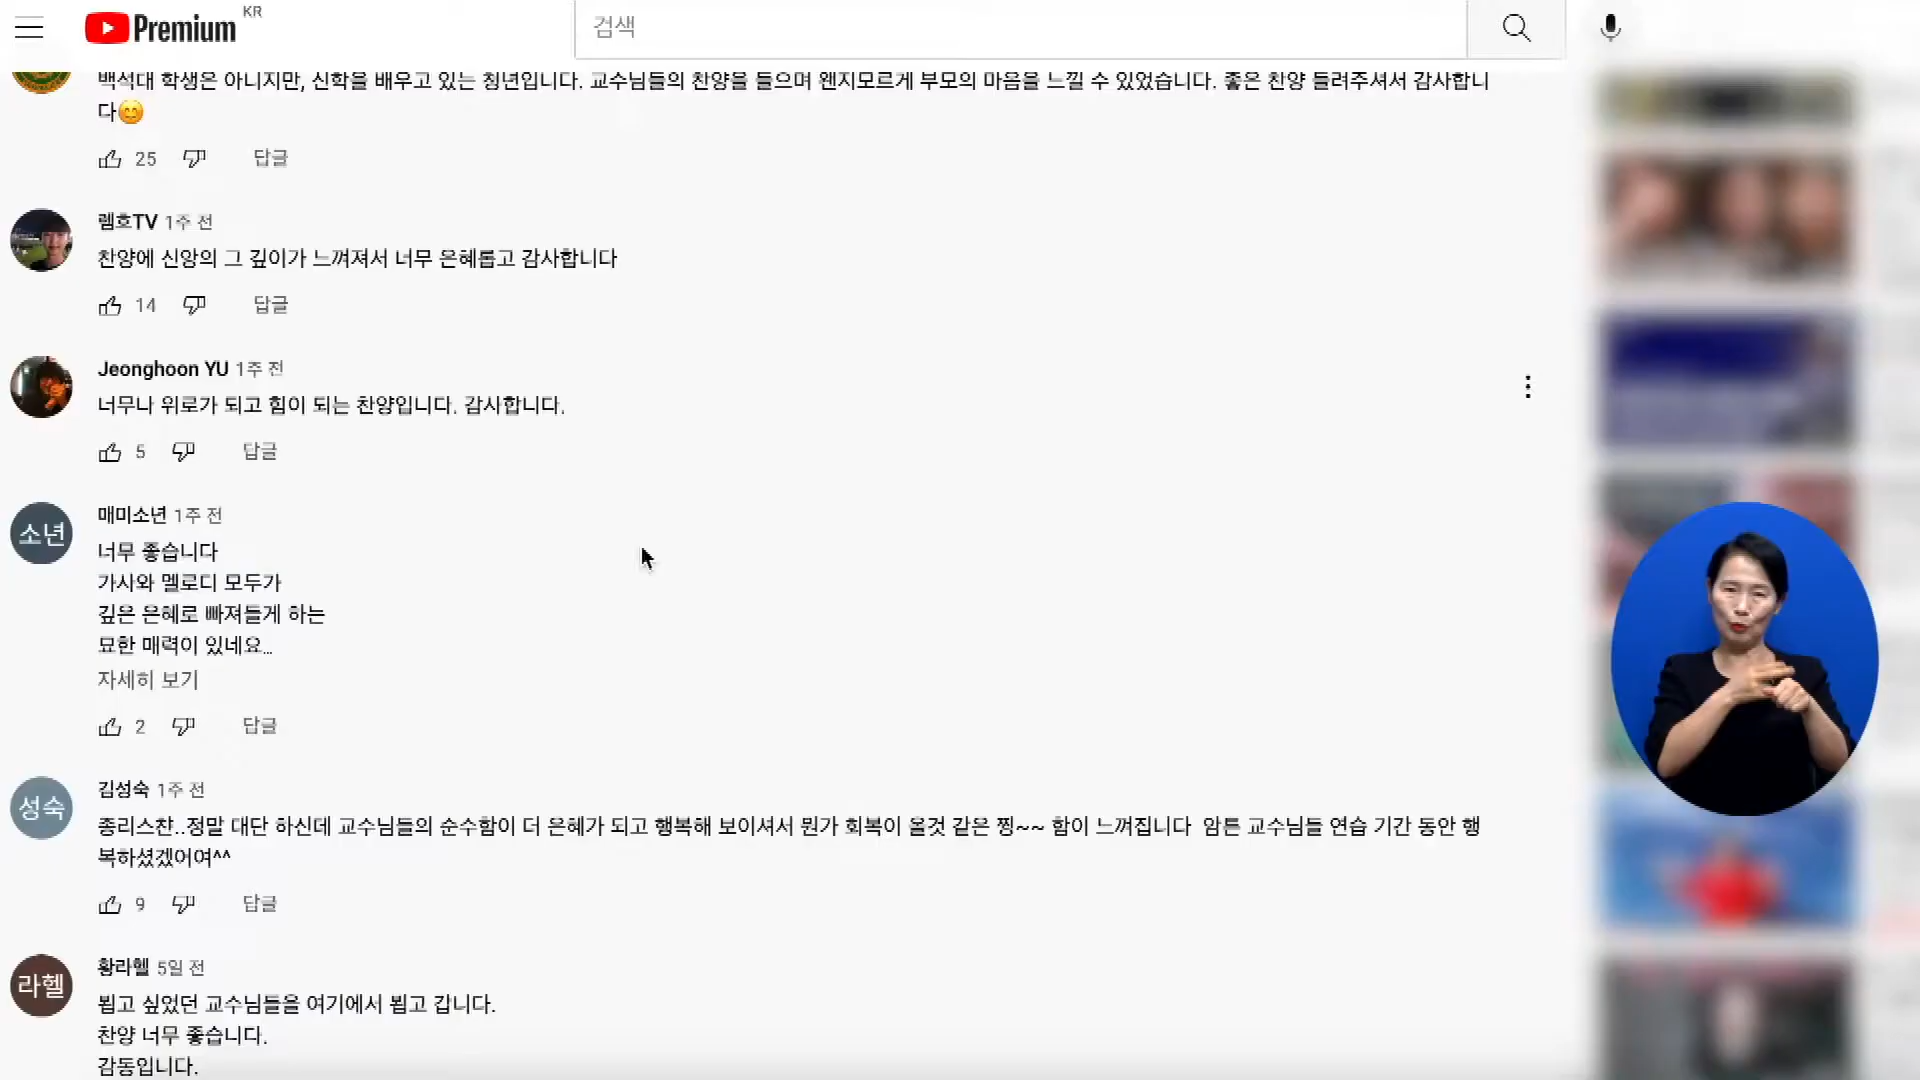 Premium KR
검색
백석대 학생은 아니지만, 신학을 배우고 있는 청년입니다. 교수님들의 찬양을 들으며 왠지모르게 부모의 마음을 느낄 수 있었습니다. 좋은 찬양 들려주셔서 감사합니
다😊
25 답글
렘호TV 1주 전
찬양에 신앙의 그 깊이가 느껴져서 너무 은혜롭고 감사합니다
14 답글
Jeonghoon YU 1주 전
너무나 위로가 되고 힘이 되는 찬양입니다. 감사합니다.
5 답글
소년
매미소년 1주 전
너무 좋습니다
가사와 멜로디 모두가
깊은 은혜로 빠져들게 하는
묘한 매력이 있네요...
자세히 보기
2 답글
성숙
김성숙 1주 전
종리스찬..정말 대단 하신데 교수님들의 순수함이 더 은혜가 되고 행복해 보이셔서 뭔가 회복이 올것 같은 찡~~ 함이 느껴집니다 암튼 교수님들 연습 기간 동안 행
복하셨겠어여^^
9 답글
라헬
황라헬 5일 전
뵙고 싶었던 교수님들을 여기에서 뵙고 갑니다.
찬양 너무 좋습니다.
감동입니다.